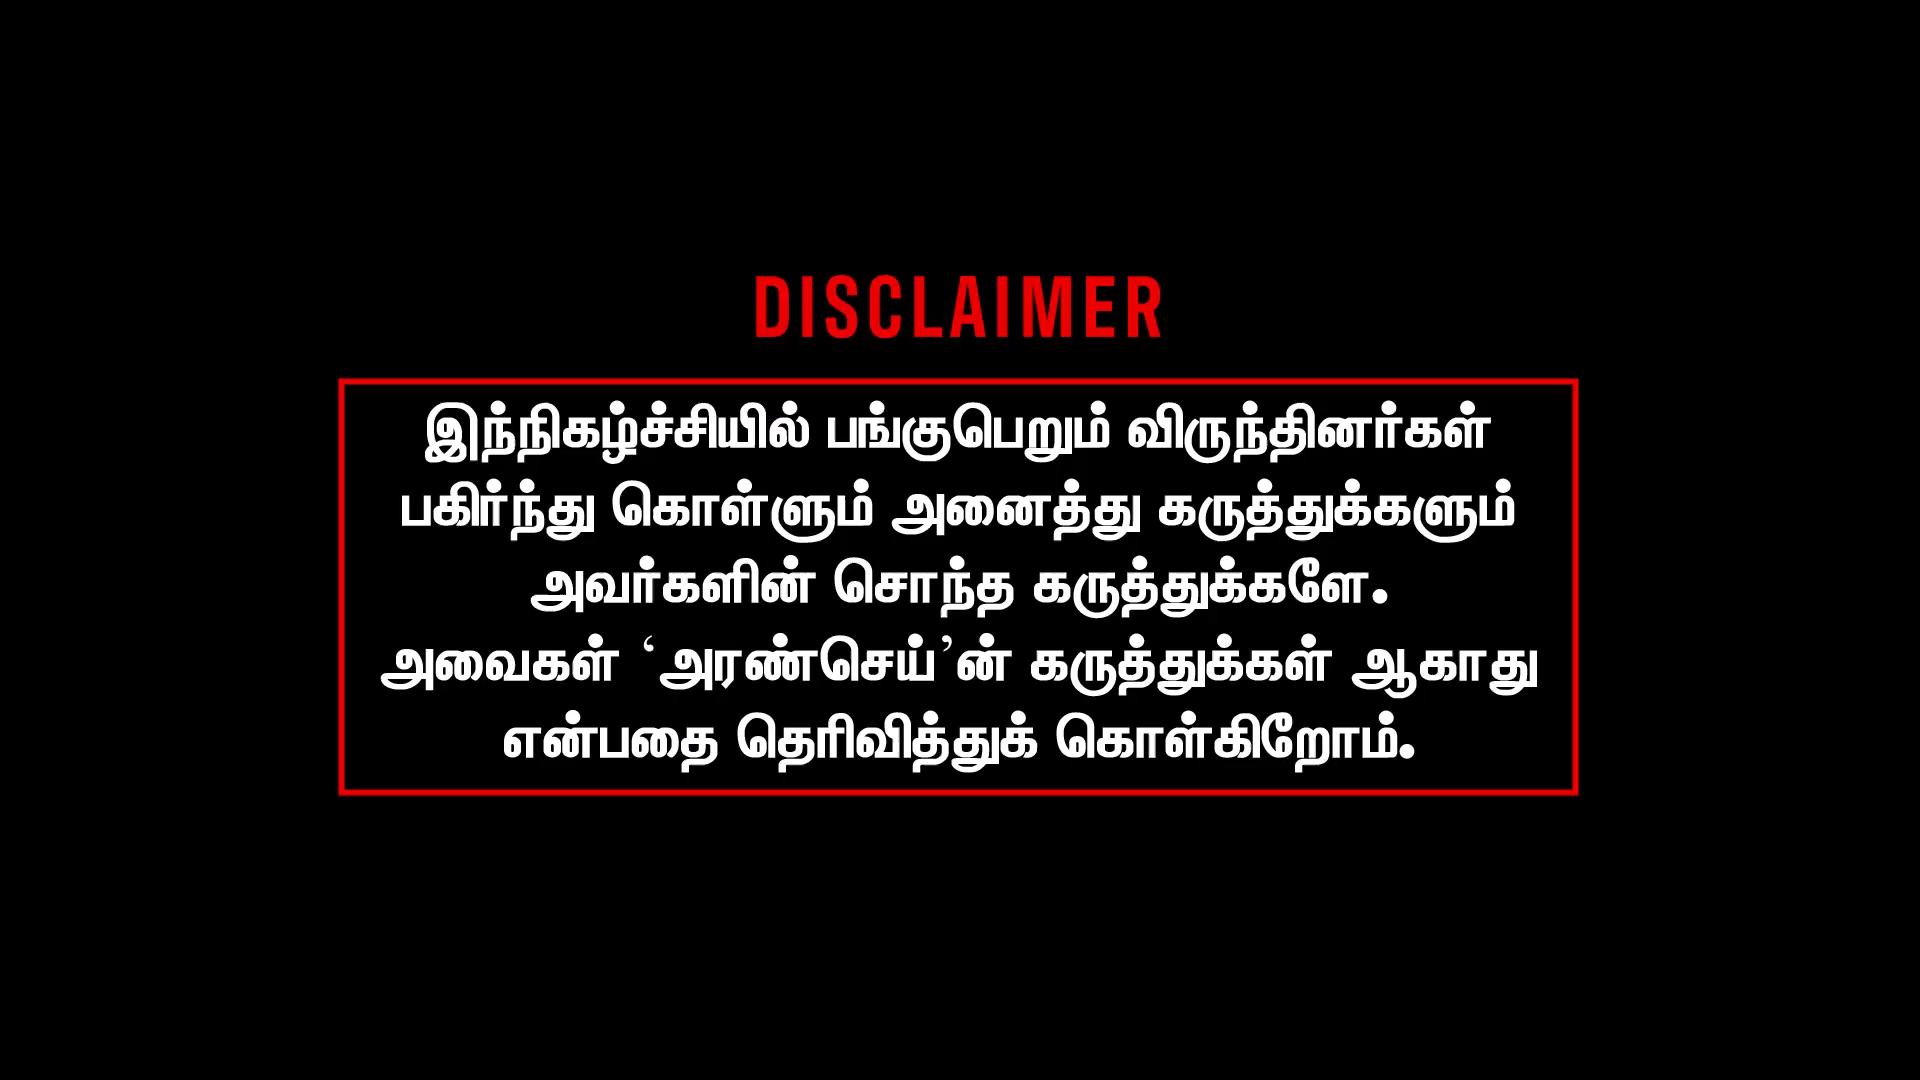 DISCLAIMER
இந்நிகழ்ச்சியில் பங்குபெறும் விருந்தினர்கள்
பகிர்ந்து கொள்ளும் அனைத்து கருத்துக்களும்
அவர்களின் சொந்த கருத்துக்களே.
அவைகள் ‘அரண்செய்’ன் கருத்துக்கள் ஆகாது
என்பதை தெரிவித்துக் கொள்கிறோம்.